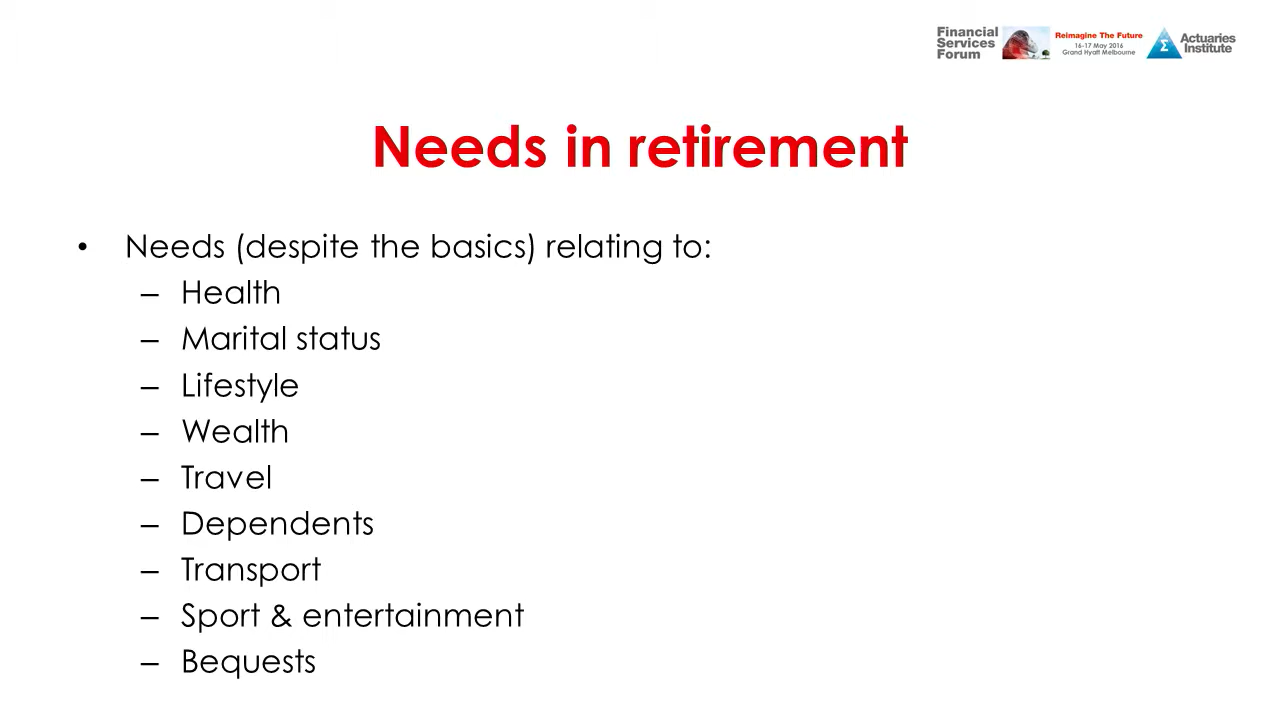 Financial
Services
Forum
Reimagine The Future
16-17 May 2016
Grand Hyatt Melbourne
Σ
Actuaries
Institute
Needs in retirement
• Needs (despite the basics) relating to:
– Health
– Marital status
– Lifestyle
– Wealth
– Travel
– Dependents
– Transport
– Sport & entertainment
– Bequests